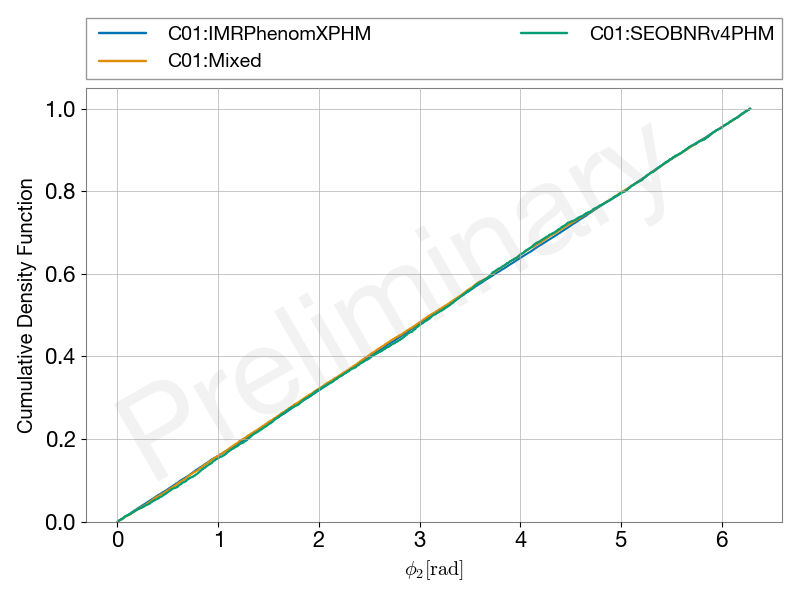 C01:IMRPhenomXPHM
C01:Mixed
C01:SEOBNRv4PHM
1.0
0.8
0.6
0.4
0.2
0.0
Cumulative Density Function
Preliminary
0 1 2 3 4 5 6
ϕ₂[rad]